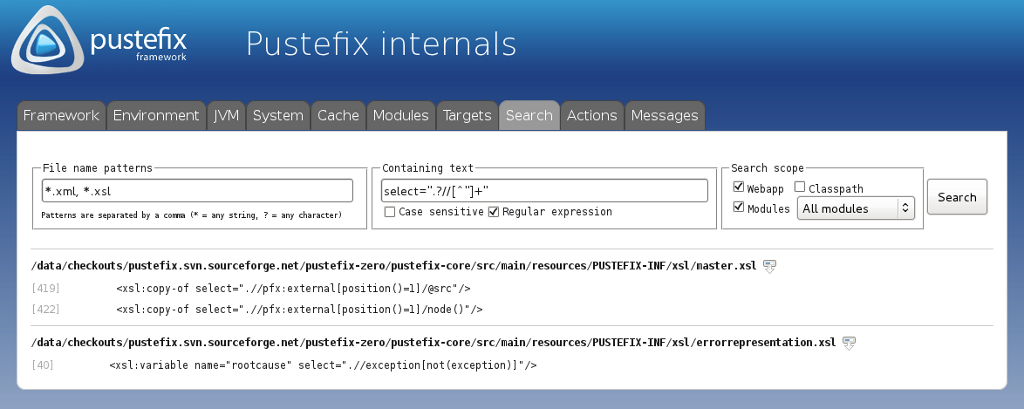 pustefix
framework
Pustefix internals
Framework Environment JVM System Cache Modules Targets Search Actions Messages
File name patterns
*.xml, *.xsl
Patterns are separated by a comma (* = any string, ? = any character)
Containing text
select=".?//[^"]+"
Case sensitive Regular expression
Search scope
Webapp Classpath
Modules All modules
Search
/data/checkouts/pustefix.svn.sourceforge.net/pustefix-zero/pustefix-core/src/main/resources/PUSTEFIX-INF/xsl/master.xsl
[419] <xsl:copy-of select=".//pfx:external[position()=1]/@src"/>
[422] <xsl:copy-of select=".//pfx:external[position()=1]/node()"/>
/data/checkouts/pustefix.svn.sourceforge.net/pustefix-zero/pustefix-core/src/main/resources/PUSTEFIX-INF/xsl/errorrepresentation.xsl
[40] <xsl:variable name="rootcause" select=".//exception[not(exception)]"/>